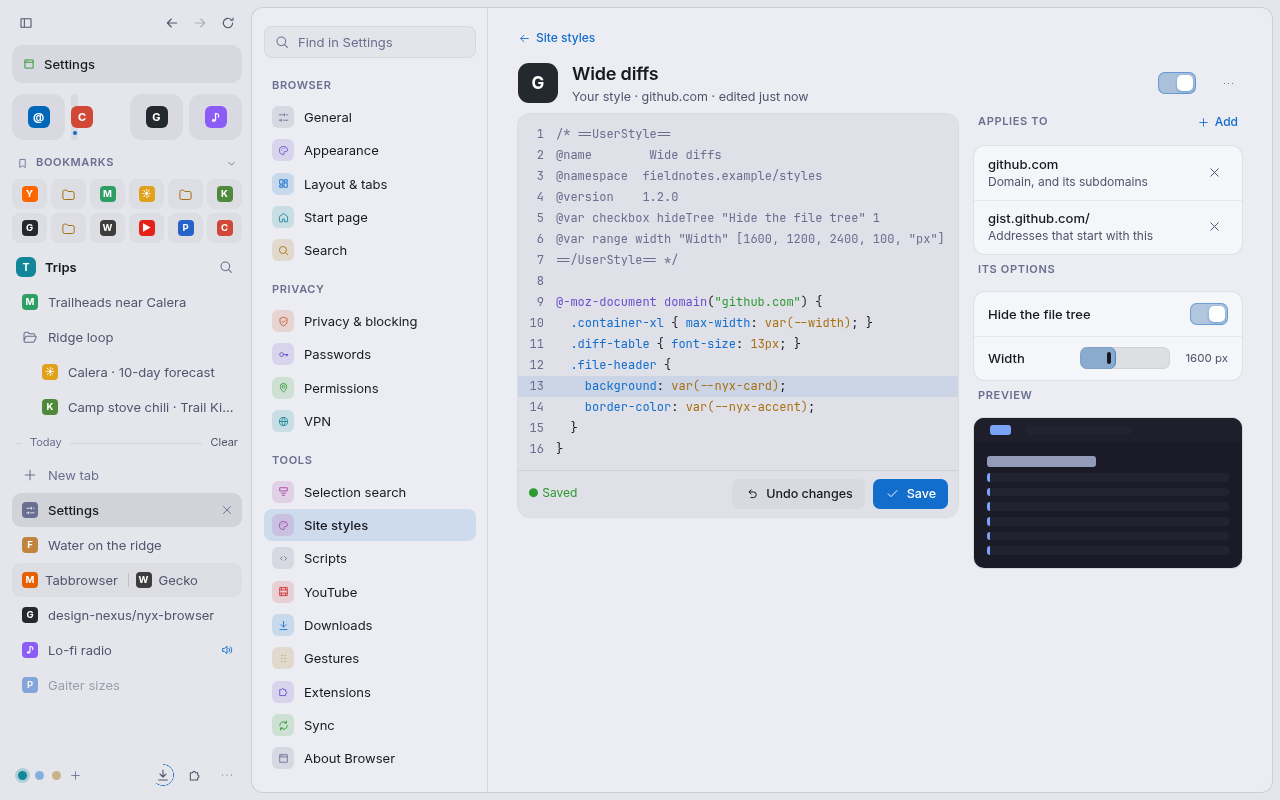 Settings
@
C
G
BOOKMARKS
Y
M
K
G
W
P
C
T Trips
M Trailheads near Calera
Ridge loop
Calera · 10-day forecast
K Camp stove chili · Trail Ki...
Today
Clear
New tab
Settings
F Water on the ridge
M Tabbrowser
W Gecko
G design-nexus/nyx-browser
Lo-fi radio
P Gaiter sizes
Find in Settings
BROWSER
General
Appearance
Layout & tabs
Start page
Search
PRIVACY
Privacy & blocking
Passwords
Permissions
VPN
TOOLS
Selection search
Site styles
Scripts
YouTube
Downloads
Gestures
Extensions
Sync
About Browser
Site styles
G
Wide diffs
Your style · github.com · edited just now
1 /* ==UserStyle==
2 @name Wide diffs
3 @namespace fieldnotes.example/styles
4 @version 1.2.0
5 @var checkbox hideTree "Hide the file tree" 1
6 @var range width "Width" [1600, 1200, 2400, 100, "px"]
7 ==/UserStyle== */
8
9 @-moz-document domain("github.com") {
10 .container-xl { max-width: var(--width); }
11 .diff-table { font-size: 13px; }
12 .file-header {
13 background: var(--nyx-card);
14 border-color: var(--nyx-accent);
15 }
16 }
Saved
Undo changes
Save
APPLIES TO
Add
github.com
Domain, and its subdomains
gist.github.com/
Addresses that start with this
ITS OPTIONS
Hide the file tree
Width
1600 px
PREVIEW